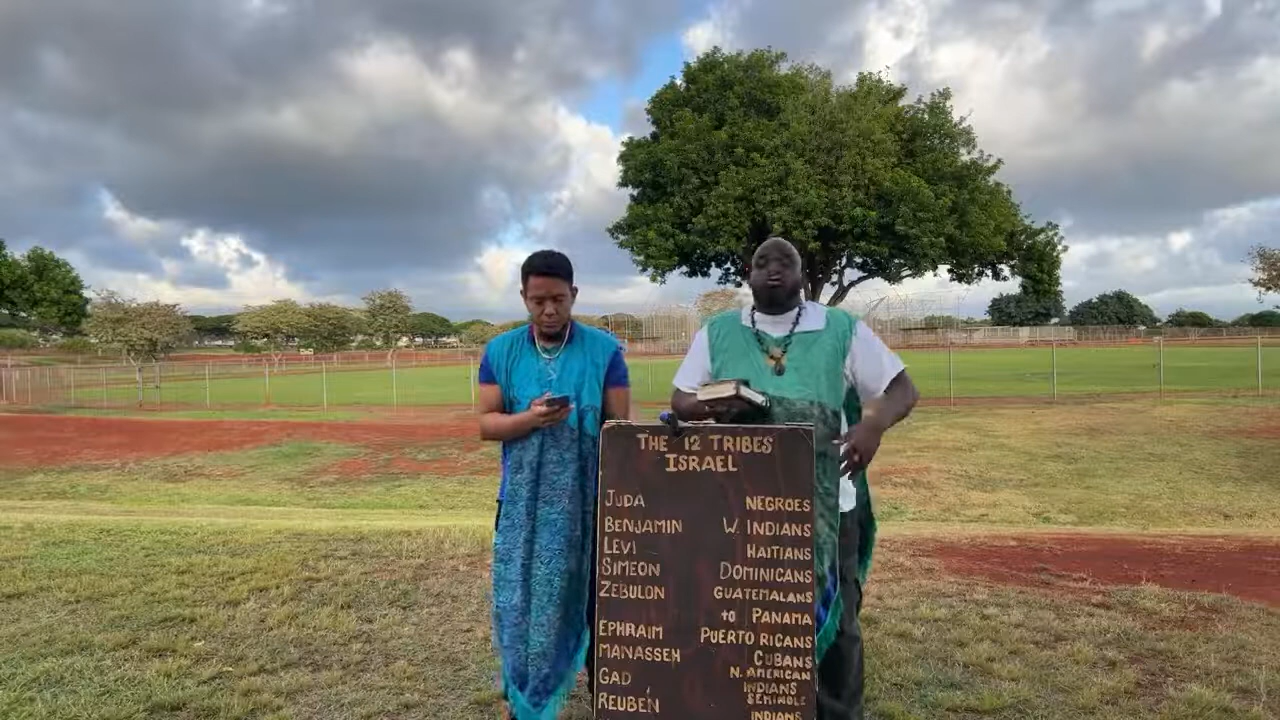 THE 12 TRIBES
ISRAEL
JUDA NEGROES
BENJAMIN W. INDIANS
LEVI HAITIANS
SIMEON DOMINICANS
ZEBULON GUATEMALANS
to PANAMA
EPHRAIM PUERTO RICANS
MANASSEH CUBANS
GAD N. AMERICAN
INDIANS
REUBEN SEMINOLE
INDIANS